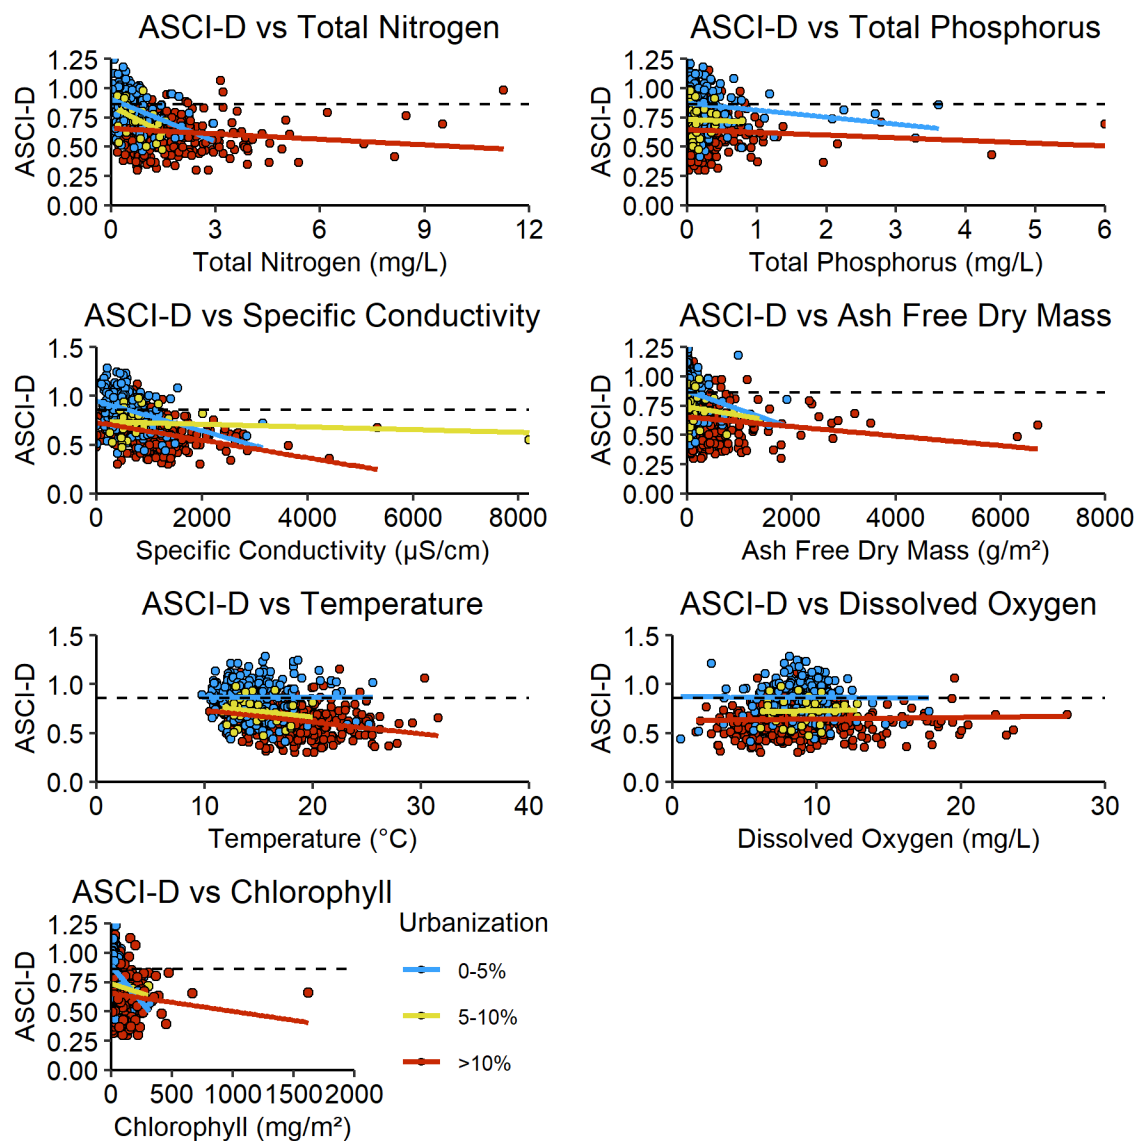 ASCI-D vs Total Nitrogen
ASCI-D
1.25
1.00
0.75
0.50
0.25
0.00
0 3 6 9 12
Total Nitrogen (mg/L)
ASCI-D vs Total Phosphorus
ASCI-D
1.25
1.00
0.75
0.50
0.25
0.00
0 1 2 3 4 5 6
Total Phosphorus (mg/L)
ASCI-D vs Specific Conductivity
ASCI-D
1.5
1.0
0.5
0.0
0 2000 4000 6000 8000
Specific Conductivity (µS/cm)
ASCI-D vs Ash Free Dry Mass
ASCI-D
1.25
1.00
0.75
0.50
0.25
0.00
0 2000 4000 6000 8000
Ash Free Dry Mass (g/m²)
ASCI-D vs Temperature
ASCI-D
1.5
1.0
0.5
0.0
0 10 20 30 40
Temperature (°C)
ASCI-D vs Dissolved Oxygen
ASCI-D
1.5
1.0
0.5
0.0
0 10 20 30
Dissolved Oxygen (mg/L)
ASCI-D vs Chlorophyll
ASCI-D
1.25
1.00
0.75
0.50
0.25
0.00
0 500 1000 1500 2000
Chlorophyll (mg/m²)
Urbanization
0-5%
5-10%
>10%